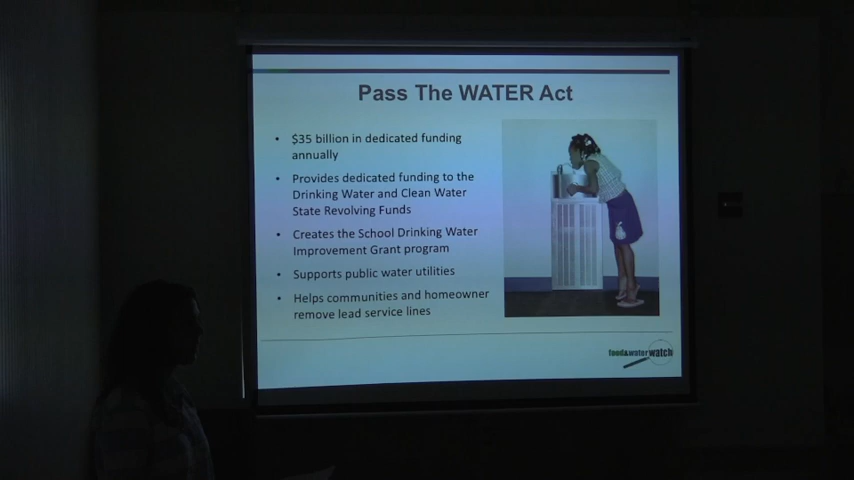 Pass The WATER Act
• $35 billion in dedicated funding
annually
• Provides dedicated funding to the
Drinking Water and Clean Water
State Revolving Funds
• Creates the School Drinking Water
Improvement Grant program
• Supports public water utilities
• Helps communities and homeowner
remove lead service lines
food&waterwatch